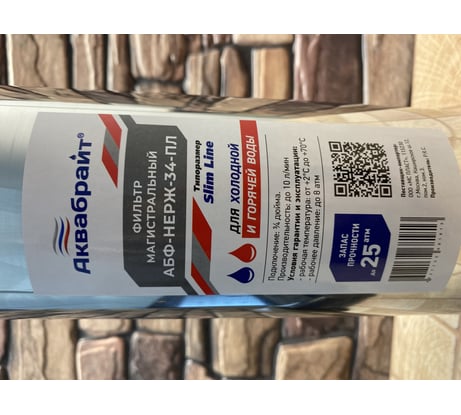 Аквабрайт®
ФИЛЬТР
МАГИСТРАЛЬНЫЙ
АБФ-НЕРЖ-34-ПЛ
Типоразмер
Slim Line
ДЛЯ ХОЛОДНОЙ
И ГОРЯЧЕЙ ВОДЫ
Подключение: ¾ дюйма.
Производительность: до 10 л/мин
Условия гарантии и эксплуатации:
- рабочая температура: от +2°С до +70°С
- рабочее давление: до 8 атм
ЗАПАС
ПРОЧНОСТИ
до 25 атм